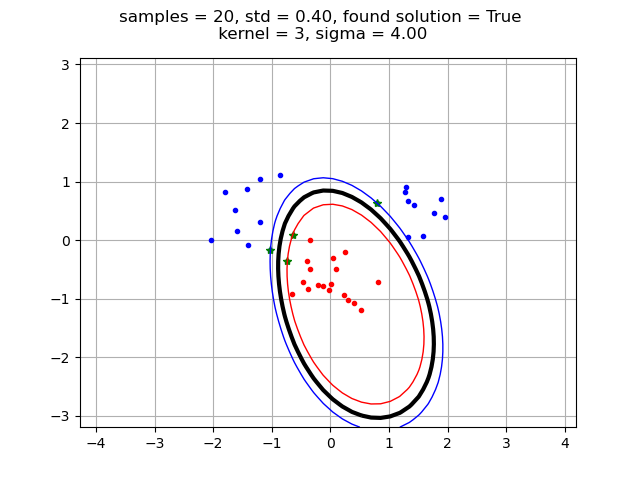 samples = 20, std = 0.40, found solution = True
kernel = 3, sigma = 4.00
3
2
1
0
−1
−2
−3
−4 −3 −2 −1 0 1 2 3 4